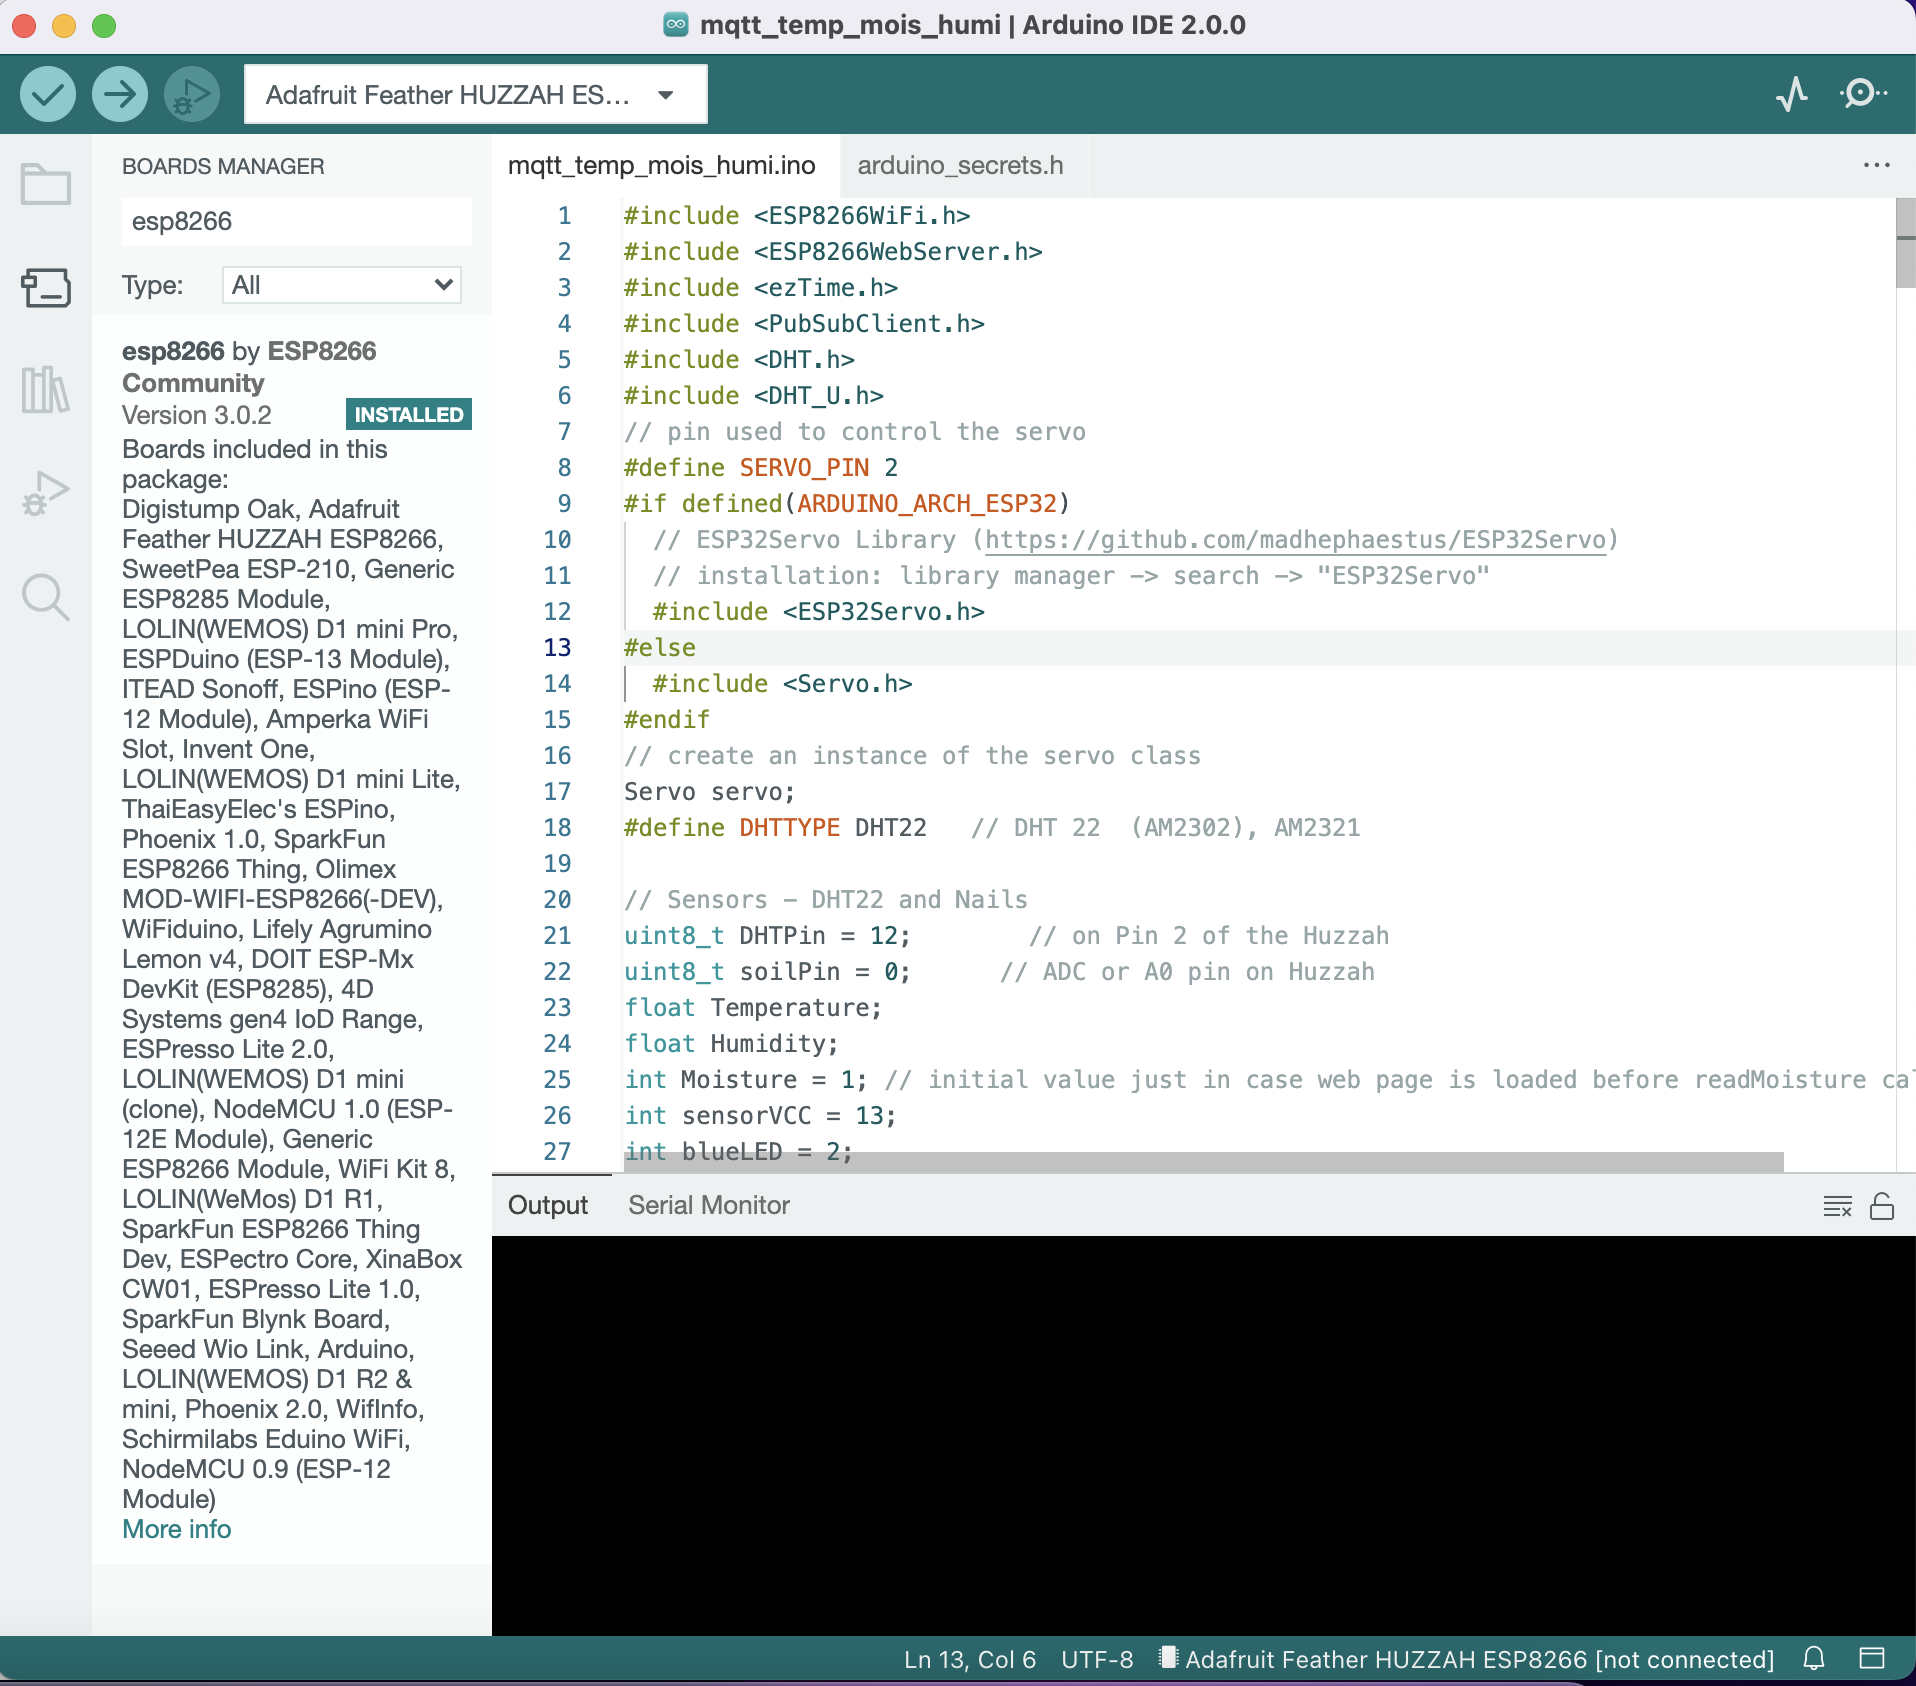 mqtt_temp_mois_humi | Arduino IDE 2.0.0
Adafruit Feather HUZZAH ES...
BOARDS MANAGER
esp8266
Type: All
esp8266 by ESP8266
Community
Version 3.0.2 INSTALLED
Boards included in this
package:
Digistump Oak, Adafruit
Feather HUZZAH ESP8266,
SweetPea ESP-210, Generic
ESP8285 Module,
LOLIN(WEMOS) D1 mini Pro,
ESPDuino (ESP-13 Module),
ITEAD Sonoff, ESPino (ESP-
12 Module), Amperka WiFi
Slot, Invent One,
LOLIN(WEMOS) D1 mini Lite,
ThaiEasyElec's ESPino,
Phoenix 1.0, SparkFun
ESP8266 Thing, Olimex
MOD-WIFI-ESP8266(-DEV),
WiFiduino, Lifely Agrumino
Lemon v4, DOIT ESP-Mx
DevKit (ESP8285), 4D
Systems gen4 IoD Range,
ESPresso Lite 2.0,
LOLIN(WEMOS) D1 mini
(clone), NodeMCU 1.0 (ESP-
12E Module), Generic
ESP8266 Module, WiFi Kit 8,
LOLIN(WeMos) D1 R1,
SparkFun ESP8266 Thing
Dev, ESPectro Core, XinaBox
CW01, ESPresso Lite 1.0,
SparkFun Blynk Board,
Seeed Wio Link, Arduino,
LOLIN(WEMOS) D1 R2 &
mini, Phoenix 2.0, WifInfo,
Schirmilabs Eduino WiFi,
NodeMCU 0.9 (ESP-12
Module)
More info
mqtt_temp_mois_humi.ino arduino_secrets.h ...
1 #include <ESP8266WiFi.h>
2 #include <ESP8266WebServer.h>
3 #include <ezTime.h>
4 #include <PubSubClient.h>
5 #include <DHT.h>
6 #include <DHT_U.h>
7 // pin used to control the servo
8 #define SERVO_PIN 2
9 #if defined(ARDUINO_ARCH_ESP32)
10 // ESP32Servo Library (https://github.com/madhephaestus/ESP32Servo)
11 // installation: library manager -> search -> "ESP32Servo"
12 #include <ESP32Servo.h>
13 #else
14 #include <Servo.h>
15 #endif
16 // create an instance of the servo class
17 Servo servo;
18 #define DHTTYPE DHT22 // DHT 22 (AM2302), AM2321
19
20 // Sensors - DHT22 and Nails
21 uint8_t DHTPin = 12; // on Pin 2 of the Huzzah
22 uint8_t soilPin = 0; // ADC or A0 pin on Huzzah
23 float Temperature;
24 float Humidity;
25 int Moisture = 1; // initial value just in case web page is loaded before readMoisture ca
26 int sensorVCC = 13;
27 int blueLED = 2;
Output Serial Monitor
Ln 13, Col 6 UTF-8 Adafruit Feather HUZZAH ESP8266 [not connected]